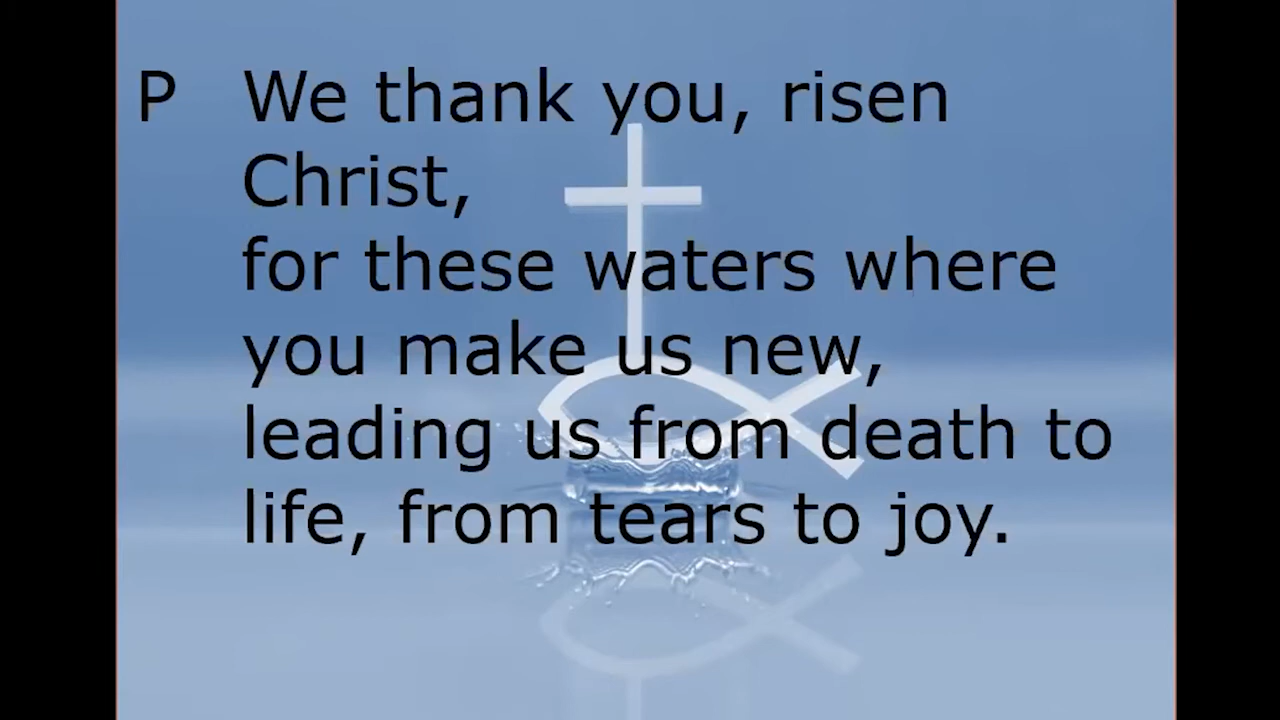 P We thank you, risen
Christ,
for these waters where
you make us new,
leading us from death to
life, from tears to joy.